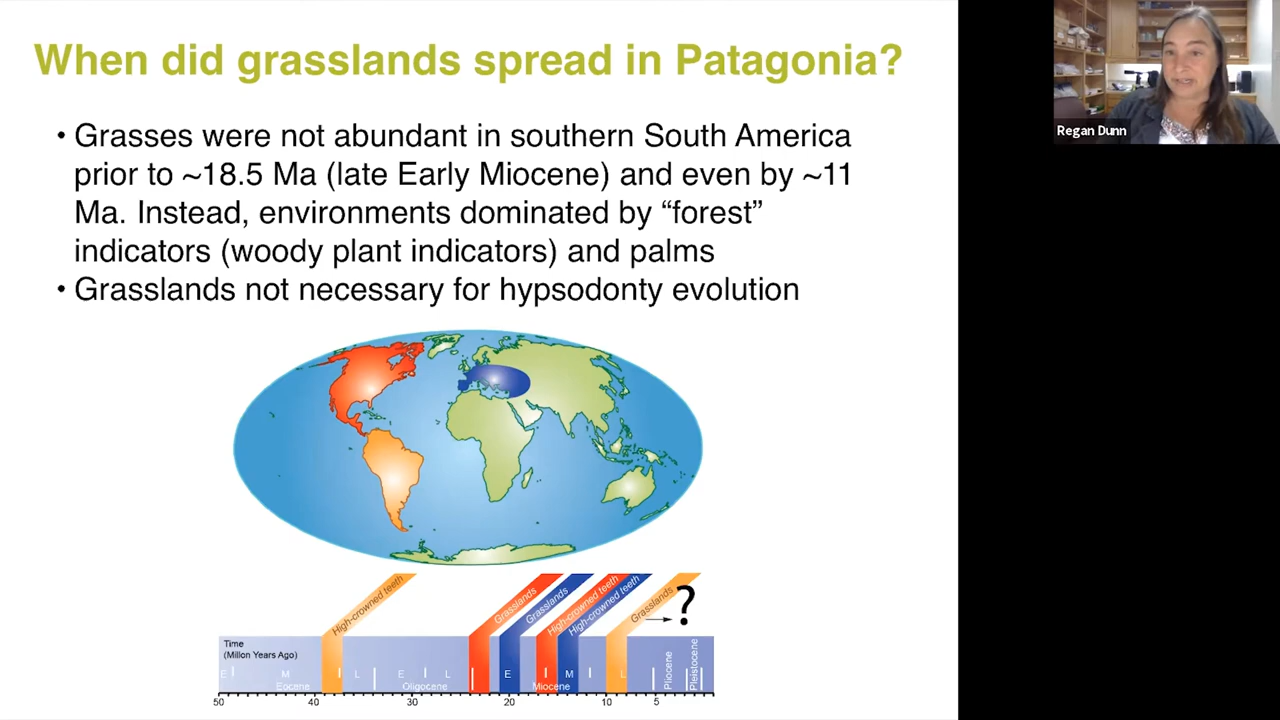 When did grasslands spread in Patagonia?
• Grasses were not abundant in southern South America
prior to ~18.5 Ma (late Early Miocene) and even by ~11
Ma. Instead, environments dominated by “forest”
indicators (woody plant indicators) and palms
• Grasslands not necessary for hypsodonty evolution
Regan Dunn
High-crowned teeth
Grasslands
Grasslands
High-crowned teeth
High-crowned teeth
Grasslands
?
Time
(Millon Years Ago)
E M L E L E M L
Eocene Oligocene Miocene Pliocene Pleistocene
50 40 30 20 10 5